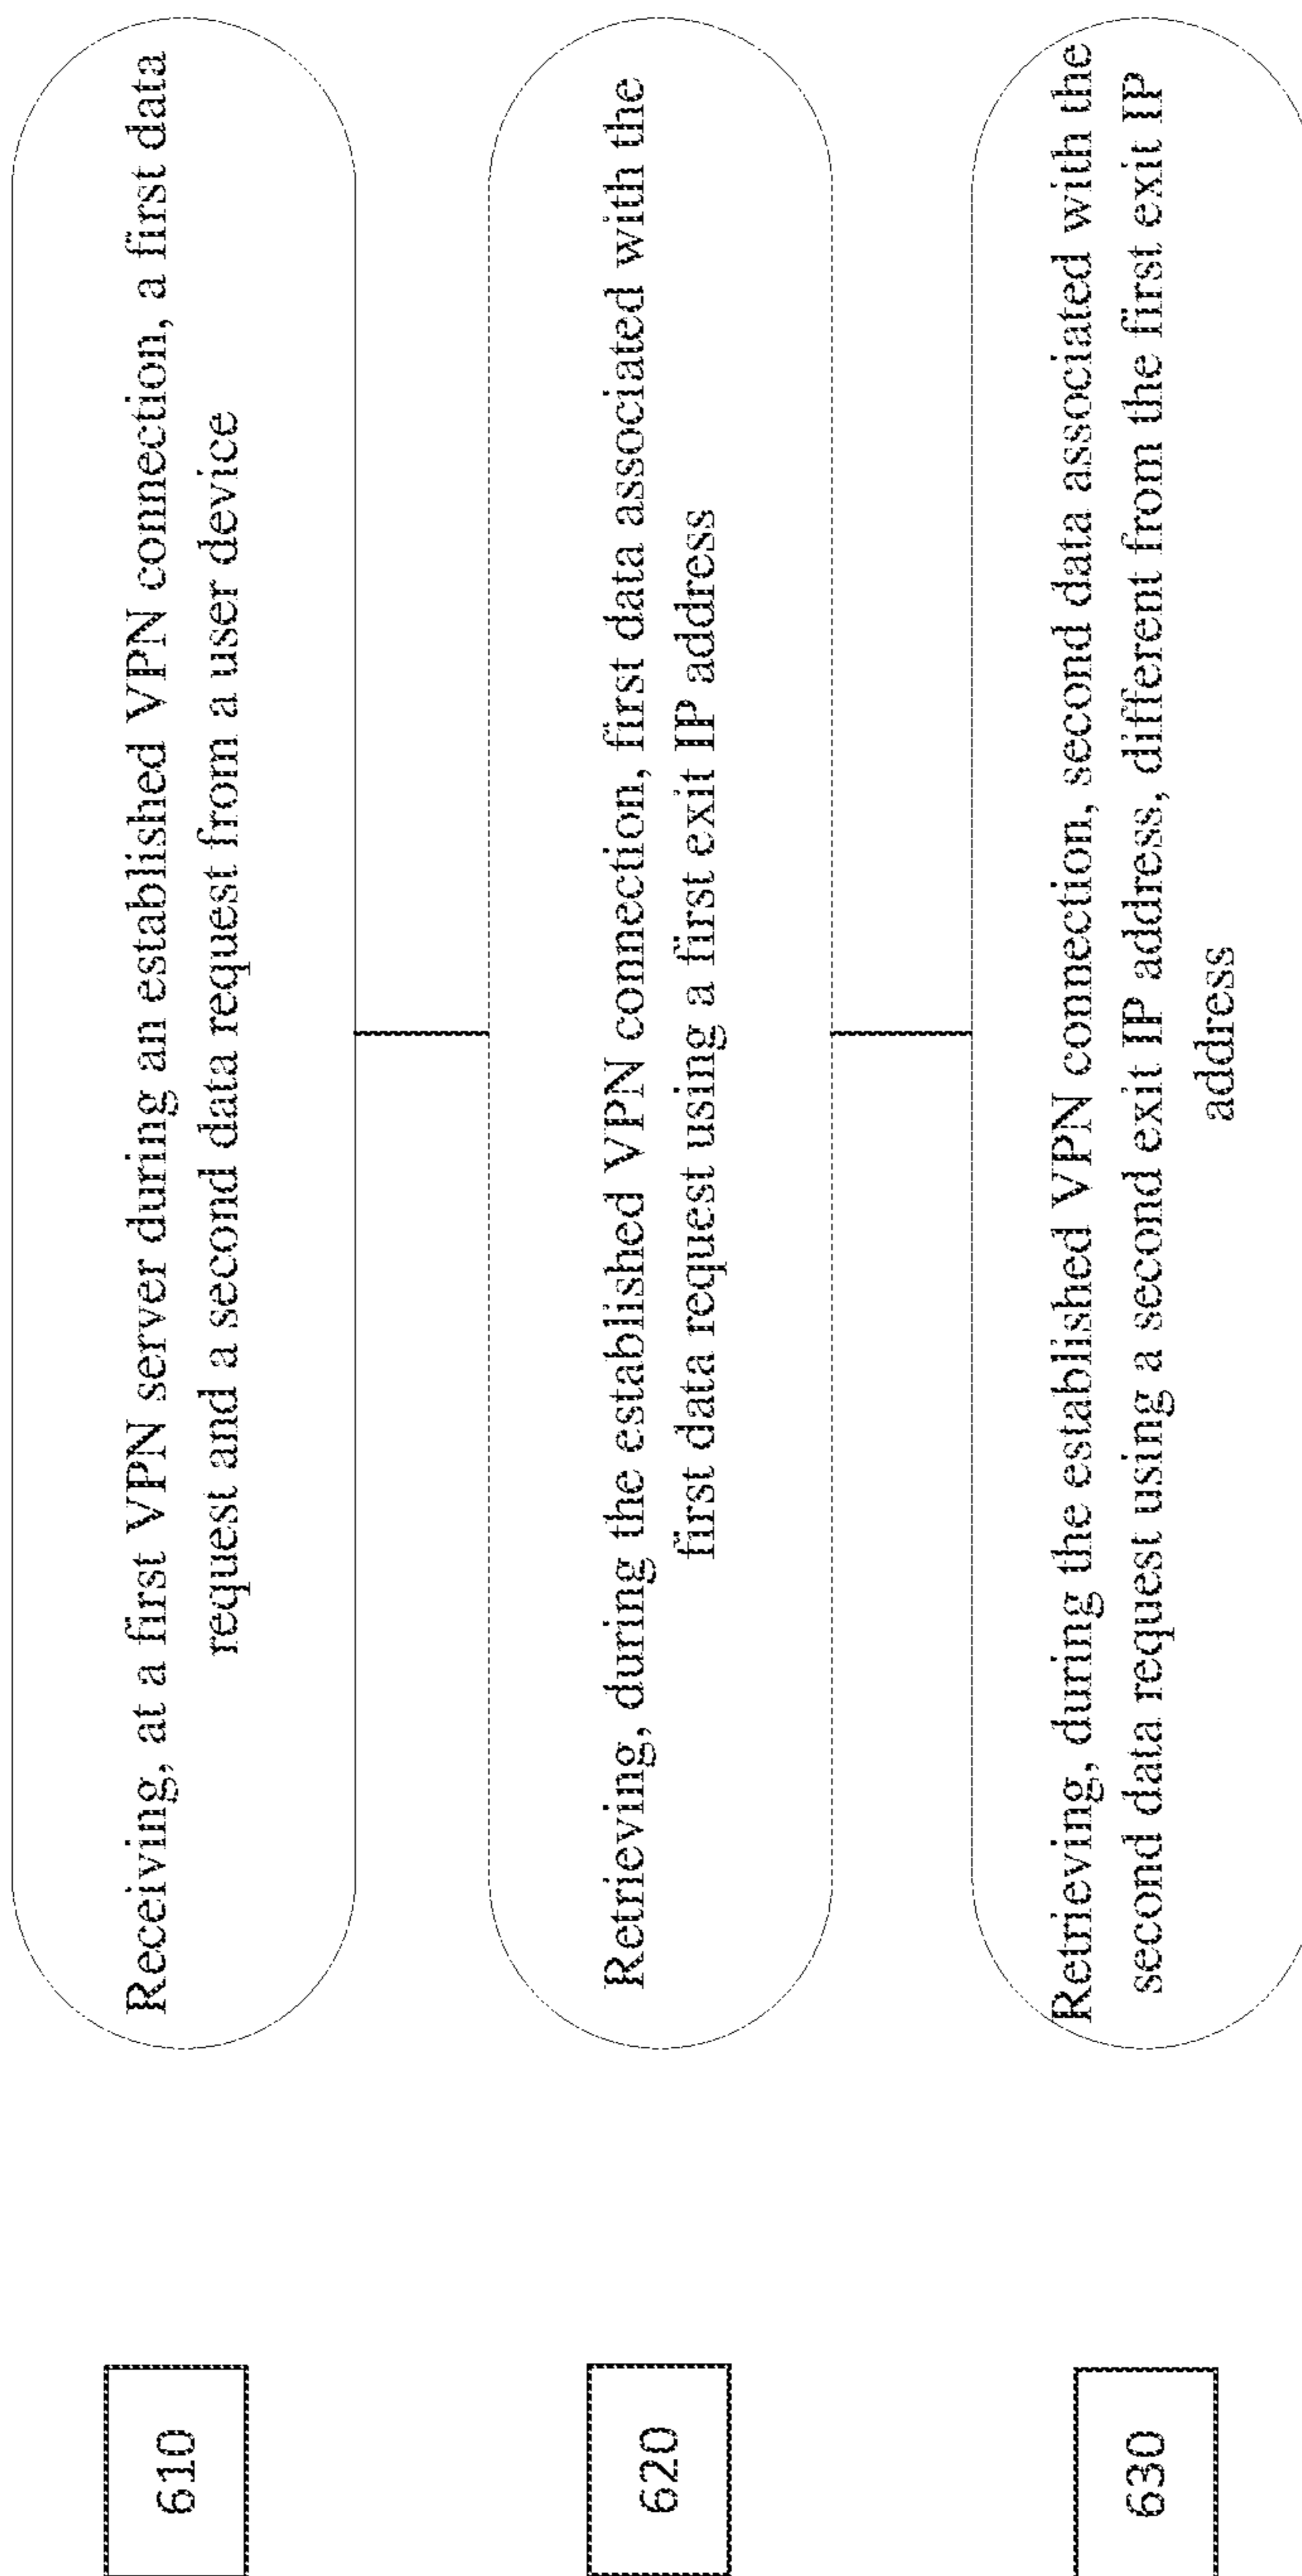 610
Receiving, at a first VPN server during an established VPN connection, a first data
request and a second data request from a user device
620
Retrieving, during the established VPN connection, first data associated with the
first data request using a first exit IP address
630
Retrieving, during the established VPN connection, second data associated with the
second data request using a second exit IP address, different from the first exit IP
address